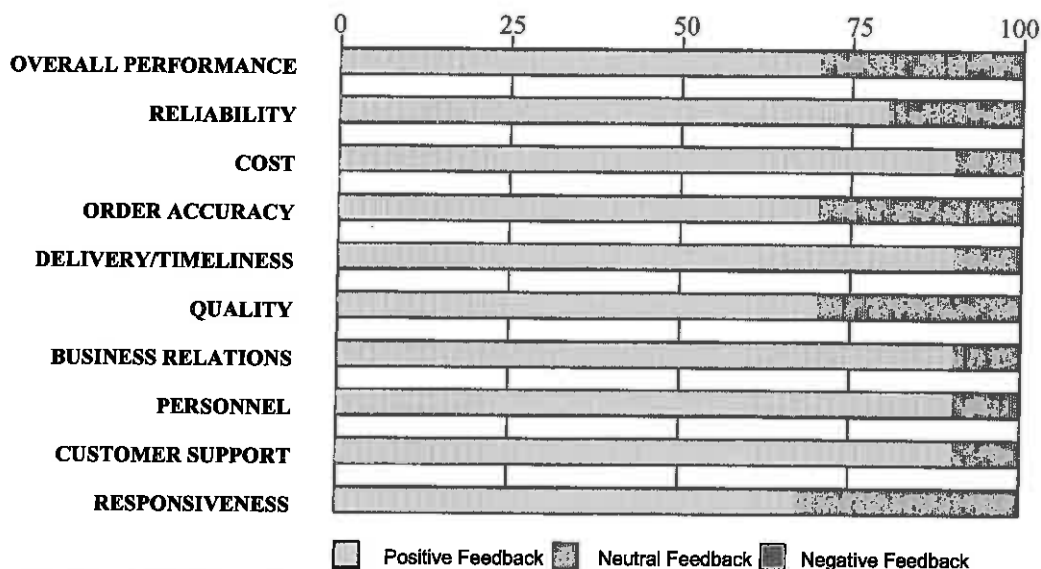 0 25 50 75 100
OVERALL PERFORMANCE
RELIABILITY
COST
ORDER ACCURACY
DELIVERY/TIMELINESS
QUALITY
BUSINESS RELATIONS
PERSONNEL
CUSTOMER SUPPORT
RESPONSIVENESS
Positive Feedback Neutral Feedback Negative Feedback